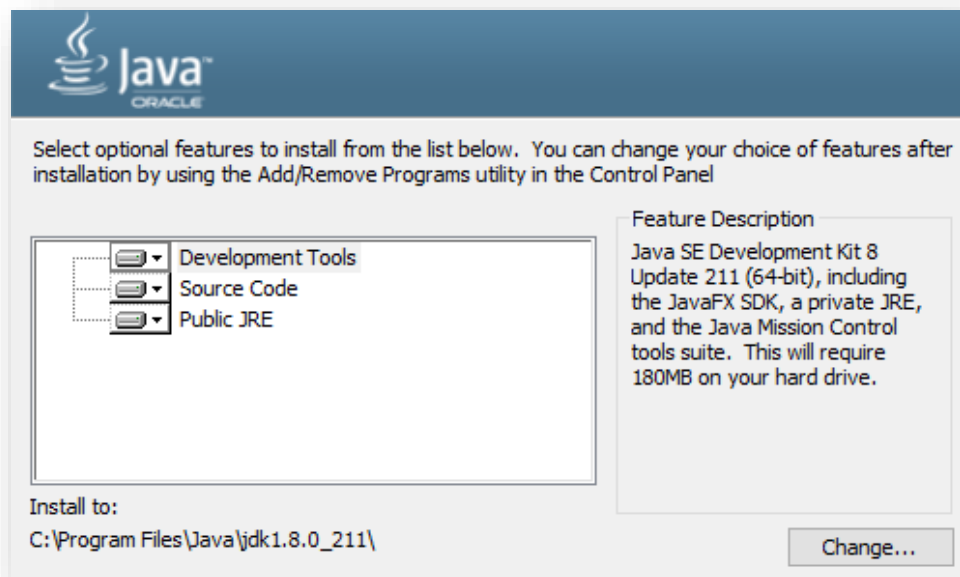 Java™
ORACLE
Select optional features to install from the list below. You can change your choice of features after
installation by using the Add/Remove Programs utility in the Control Panel
Development Tools
Source Code
Public JRE
Feature Description
Java SE Development Kit 8
Update 211 (64-bit), including
the JavaFX SDK, a private JRE,
and the Java Mission Control
tools suite. This will require
180MB on your hard drive.
Install to:
C:\Program Files\Java\jdk1.8.0_211\
Change...